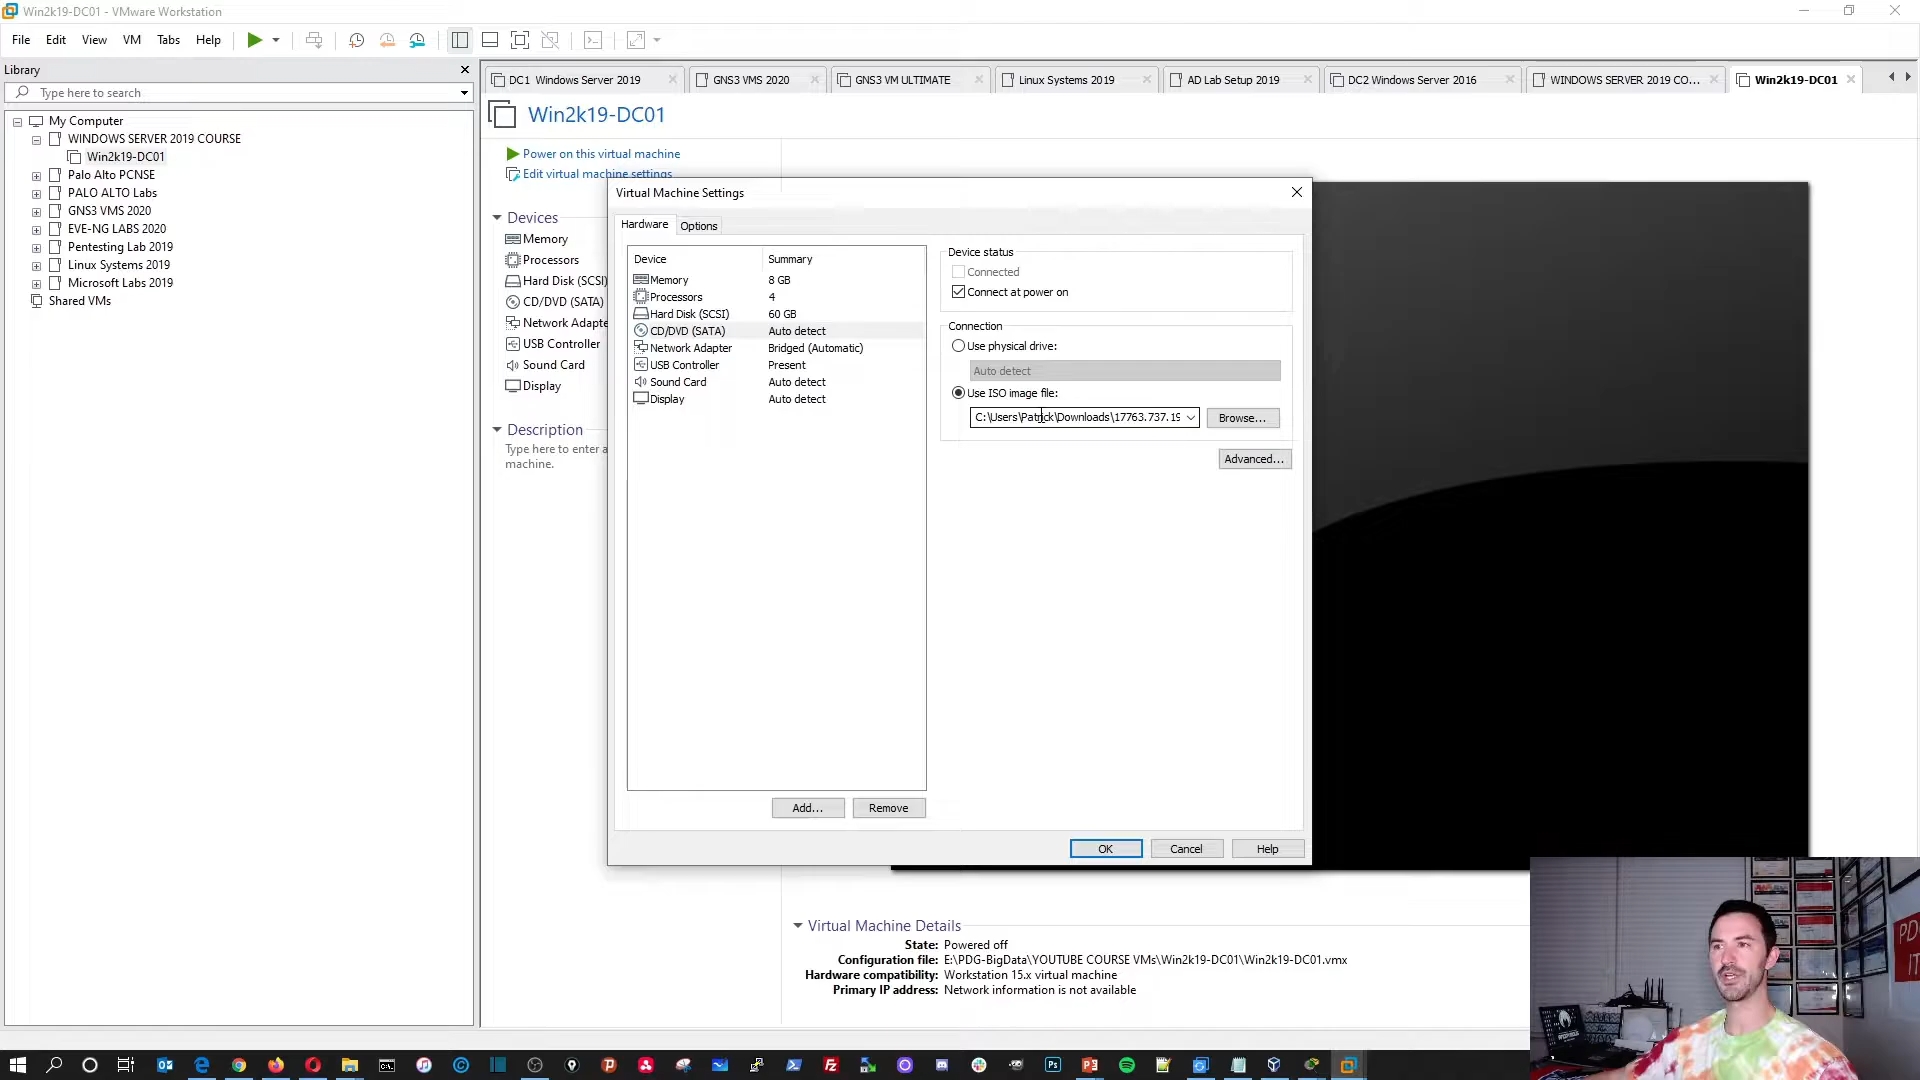 Win2k19-DC01 - VMware Workstation
File Edit View VM Tabs Help
Library
Type here to search
My Computer
WINDOWS SERVER 2019 COURSE
Win2k19-DC01
Palo Alto PCNSE
PALO ALTO Labs
GNS3 VMS 2020
EVE-NG LABS 2020
Pentesting Lab 2019
Linux Systems 2019
Microsoft Labs 2019
Shared VMs
DC1 Windows Server 2019
GNS3 VMS 2020
GNS3 VM ULTIMATE
Linux Systems 2019
AD Lab Setup 2019
DC2 Windows Server 2016
WINDOWS SERVER 2019 CO...
Win2k19-DC01
Win2k19-DC01
Power on this virtual machine
Edit virtual machine settings
Devices
Memory
Processors
Hard Disk (SCSI)
CD/DVD (SATA)
Network Adapte
USB Controller
Sound Card
Display
Description
Type here to enter a
machine.
Virtual Machine Settings
Hardware Options
Device Summary
Memory 8 GB
Processors 4
Hard Disk (SCSI) 60 GB
CD/DVD (SATA) Auto detect
Network Adapter Bridged (Automatic)
USB Controller Present
Sound Card Auto detect
Display Auto detect
Add... Remove
Device status
Connected
Connect at power on
Connection
Use physical drive:
Auto detect
Use ISO image file:
C:\Users\Patrick\Downloads\17763.737.19 Browse...
Advanced...
OK Cancel Help
Virtual Machine Details
State: Powered off
Configuration file: E:\PDG-BigData\YOUTUBE COURSE VMs\Win2k19-DC01\Win2k19-DC01.vmx
Hardware compatibility: Workstation 15.x virtual machine
Primary IP address: Network information is not available